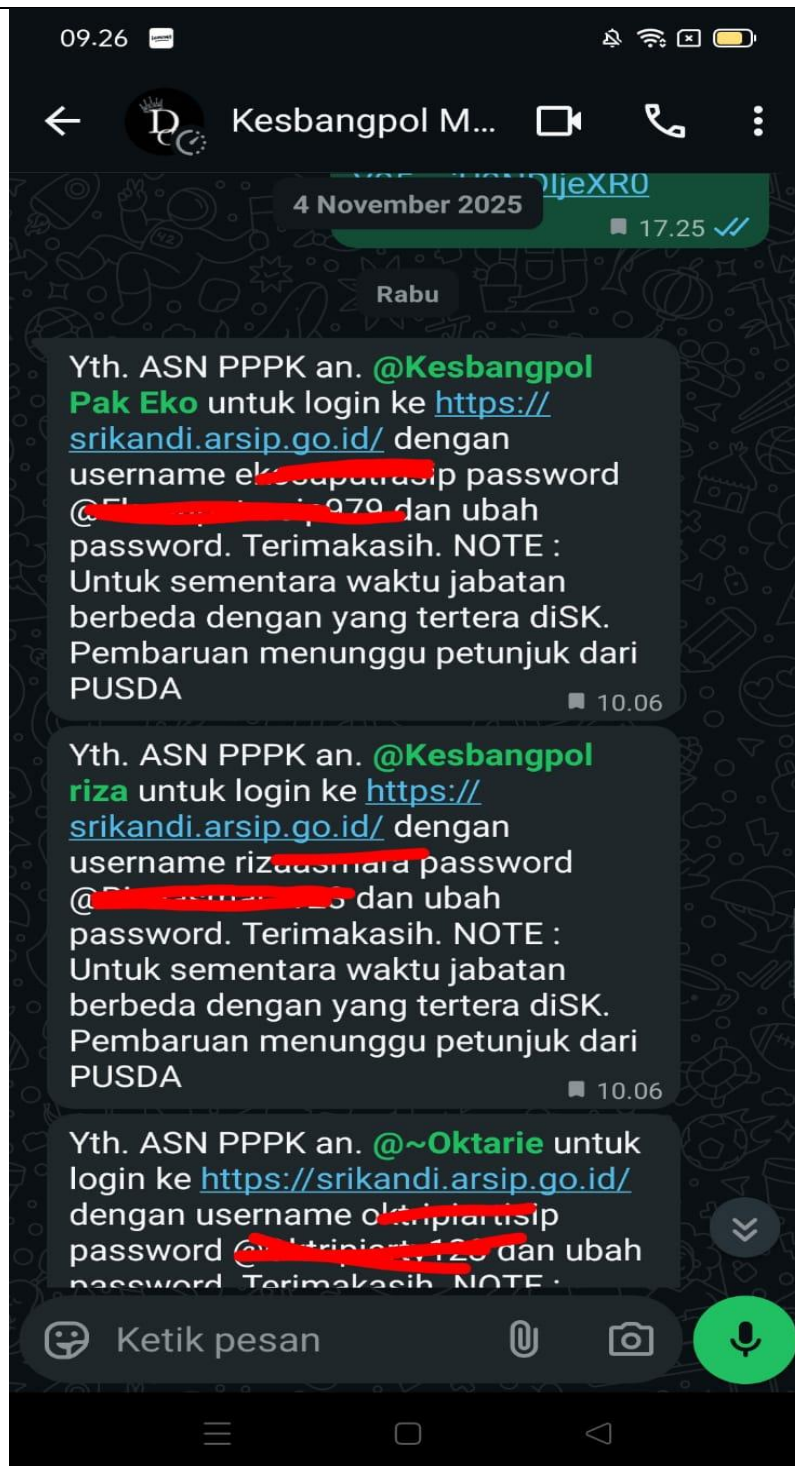 09.26
Kesbangpol M...
4 November 2025
17.25
Rabu
Yth. ASN PPPK an. @Kesbangpol
Pak Eko untuk login ke https://
srikandi.arsip.go.id/ dengan
username password
dan ubah
password. Terimakasih. NOTE :
Untuk sementara waktu jabatan
berbeda dengan yang tertera diSK.
Pembaruan menunggu petunjuk dari
PUSDA
10.06
Yth. ASN PPPK an. @Kesbangpol
riza untuk login ke https://
srikandi.arsip.go.id/ dengan
username password
dan ubah
password. Terimakasih. NOTE :
Untuk sementara waktu jabatan
berbeda dengan yang tertera diSK.
Pembaruan menunggu petunjuk dari
PUSDA
10.06
Yth. ASN PPPK an. @~Oktarie untuk
login ke https://srikandi.arsip.go.id/
dengan username
password dan ubah
password. Terimakasih. NOTE :
Ketik pesan